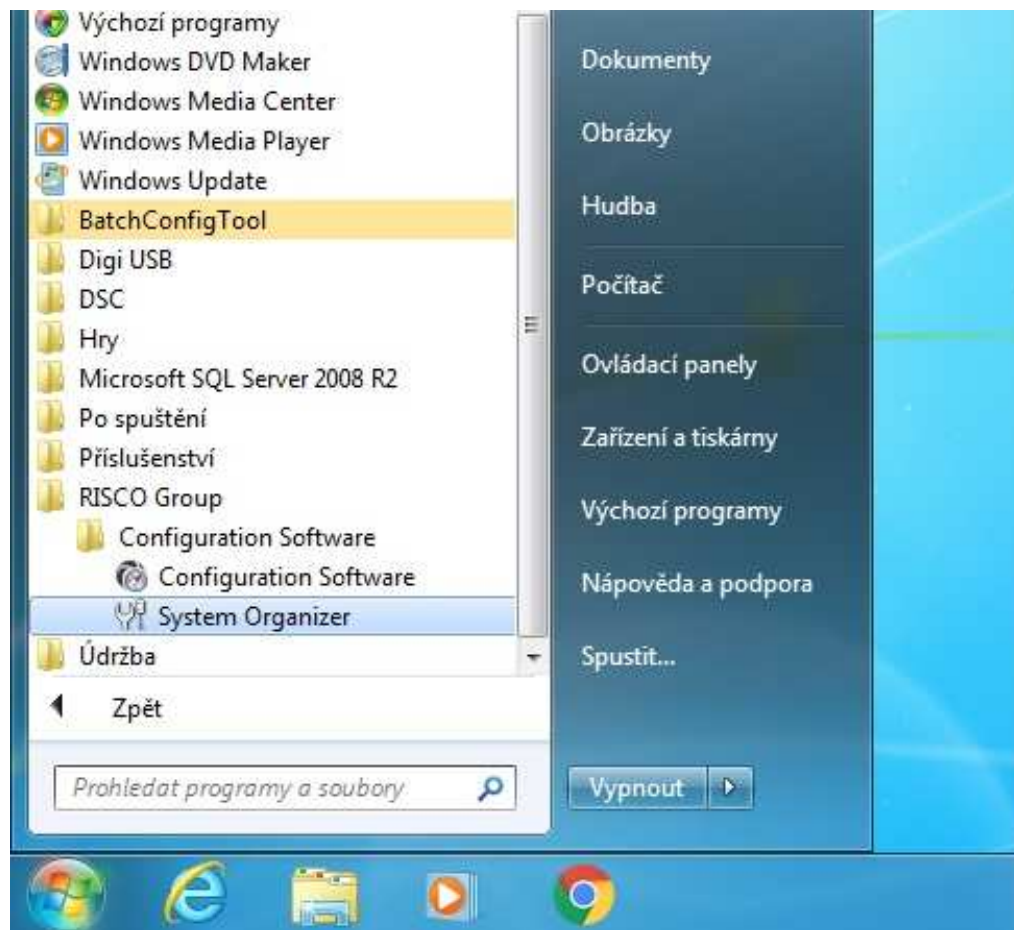 Výchozí programy
Windows DVD Maker
Windows Media Center
Windows Media Player
Windows Update
BatchConfigTool
Digi USB
DSC
Hry
Microsoft SQL Server 2008 R2
Po spuštění
Příslušenství
RISCO Group
Configuration Software
Configuration Software
System Organizer
Údržba
Zpět
Prohledat programy a soubory
Dokumenty
Obrázky
Hudba
Počítač
Ovládací panely
Zařízení a tiskárny
Výchozí programy
Nápověda a podpora
Spustit...
Vypnout